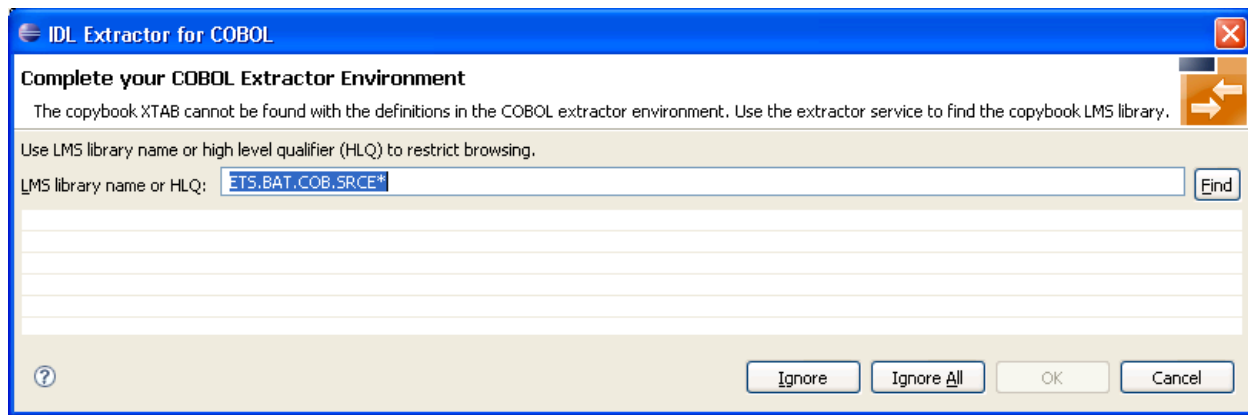 IDL Extractor for COBOL
Complete your COBOL Extractor Environment
The copybook XTAB cannot be found with the definitions in the COBOL extractor environment. Use the extractor service to find the copybook LMS library.
Use LMS library name or high level qualifier (HLQ) to restrict browsing.
LMS library name or HLQ: ETS.BAT.COB.SRCE* Find
? Ignore Ignore All OK Cancel